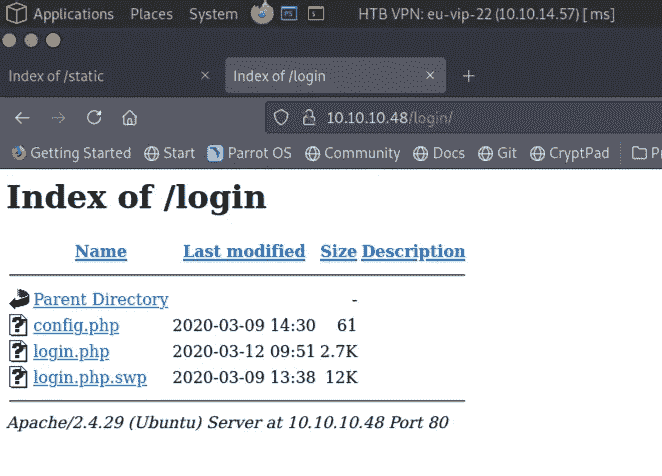 Applications Places System HTB VPN: eu-vip-22 (10.10.14.57) [ ms]
Index of /static × Index of /login × +
10.10.10.48/login/
Getting Started Start Parrot OS Community Docs Git CryptPad
Index of /login
Name Last modified Size Description
Parent Directory -
config.php 2020-03-09 14:30 61
login.php 2020-03-12 09:51 2.7K
login.php.swp 2020-03-09 13:38 12K
Apache/2.4.29 (Ubuntu) Server at 10.10.10.48 Port 80